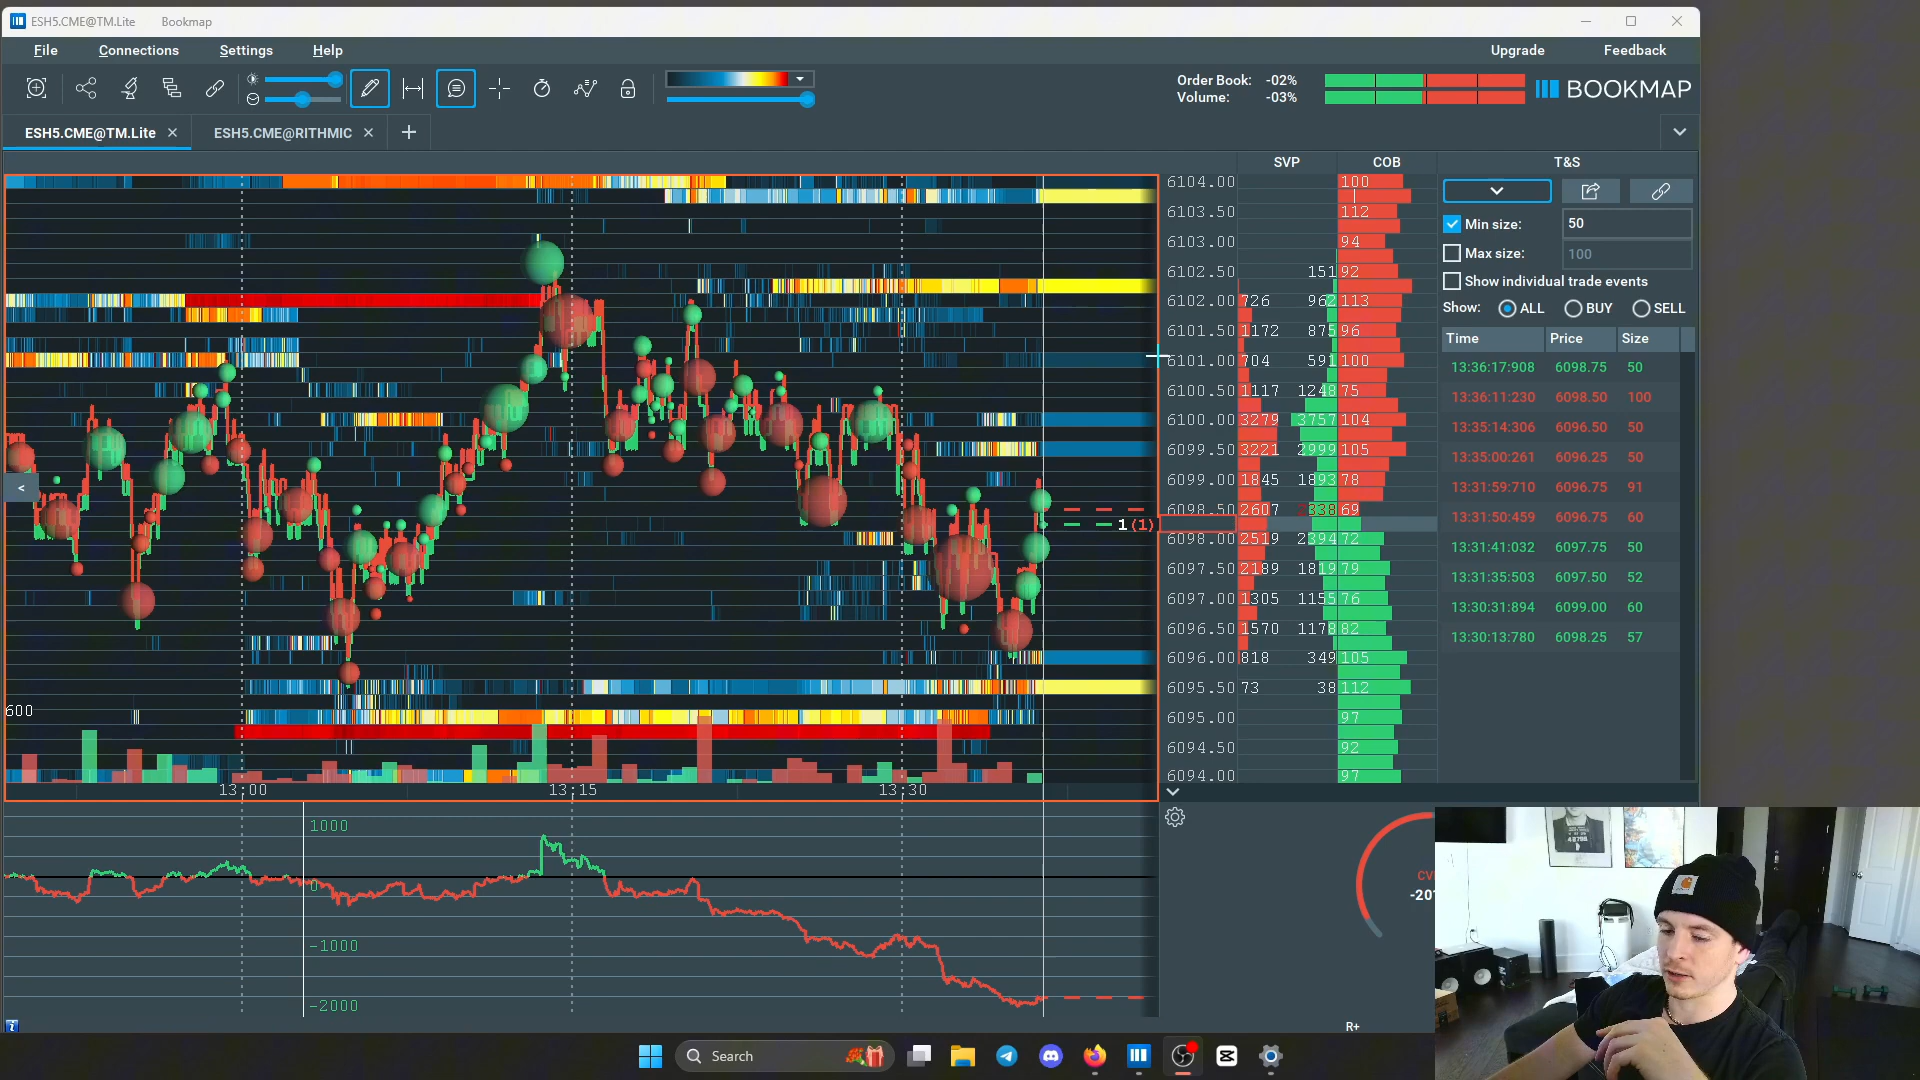 ESH5.CME@TM.Lite Bookmap
File Connections Settings Help Upgrade Feedback
Order Book: -02%
Volume: -03%
BOOKMAP
ESH5.CME@TM.Lite ESH5.CME@RITHMIC
SVP COB T&S
6104.00 100
6103.50 112
6103.00 94
6102.50 151 92
6102.00 726 962 113
6101.50 1172 875 96
6101.00 704 591 100
6100.50 1117 1248 75
6100.00 3279 3757 104
6099.50 3221 2999 105
6099.00 1845 1893 78
6098.50 2607 2338 69
1 (1)
6098.00 2519 2394 72
6097.50 2189 1819 79
6097.00 1305 1155 76
6096.50 1570 1178 82
6096.00 818 349 105
6095.50 73 38 112
6095.00 97
6094.50 92
6094.00 97
Min size: 50
Max size: 100
Show individual trade events
Show: ALL BUY SELL
Time Price Size
13:36:17:908 6098.75 50
13:36:11:230 6098.50 100
13:35:14:306 6096.50 50
13:35:00:261 6096.25 50
13:31:59:710 6096.75 91
13:31:50:459 6096.75 60
13:31:41:032 6097.75 50
13:31:35:503 6097.50 52
13:30:31:894 6099.00 60
13:30:13:780 6098.25 57
<
600
13:00 13:15 13:30
1000
0
-1000
-2000
R+
Search